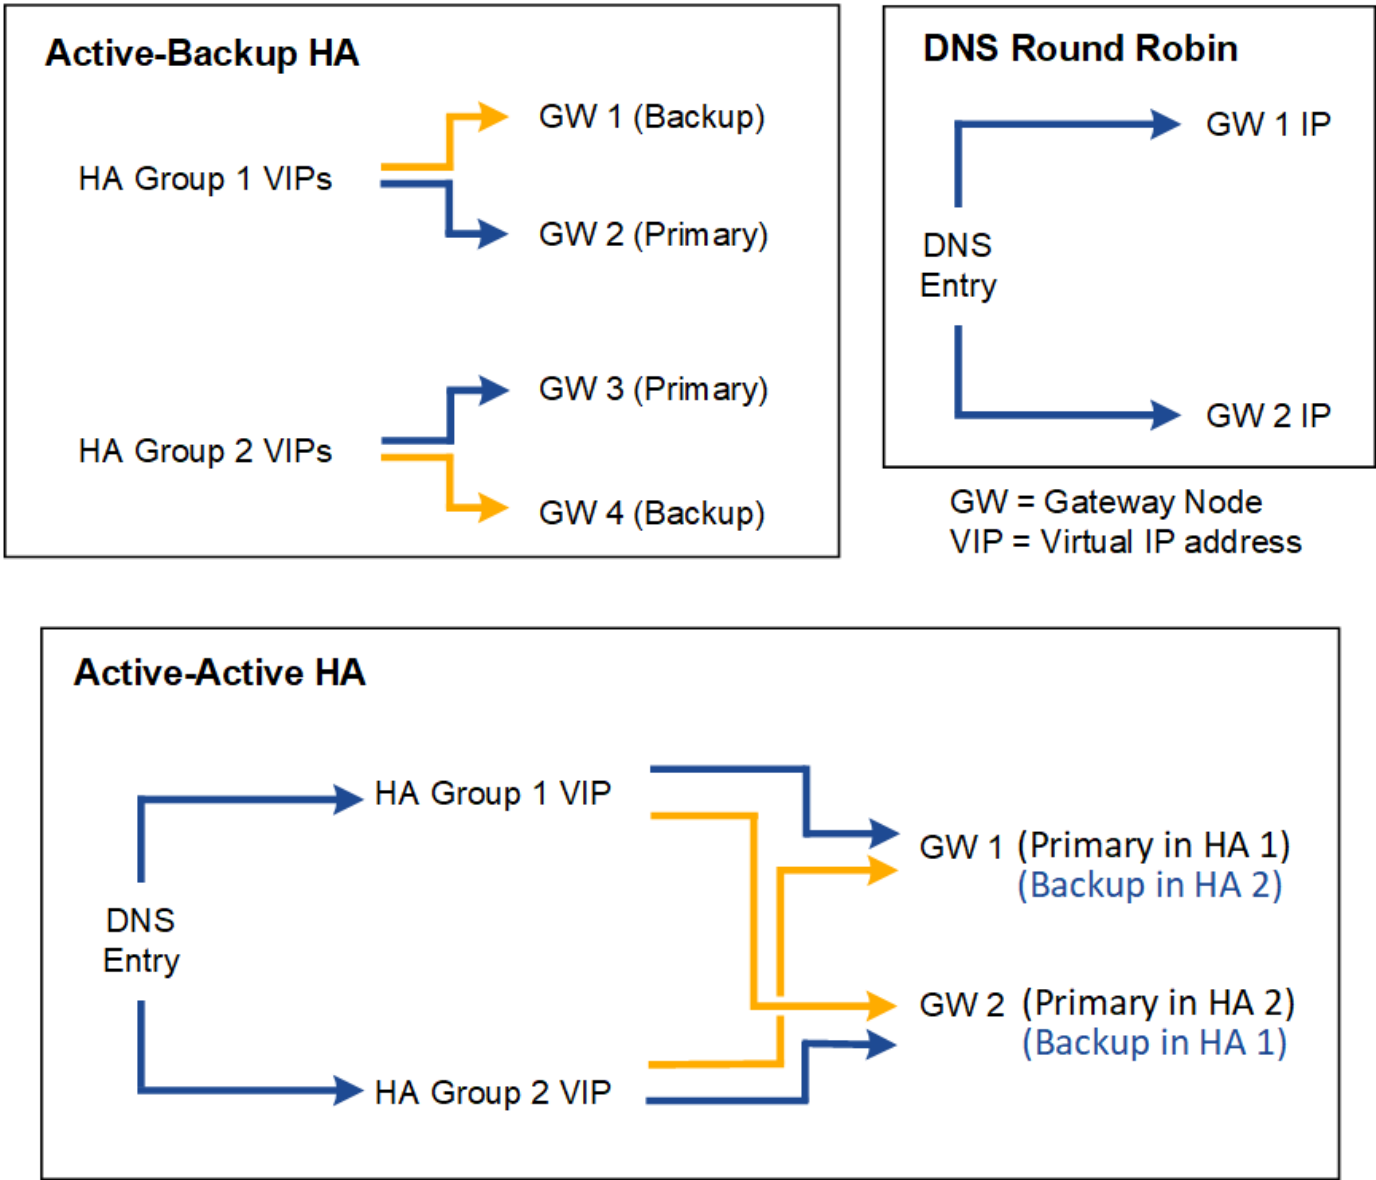 Active-Backup HA
HA Group 1 VIPs
GW 1 (Backup)
GW 2 (Primary)
HA Group 2 VIPs
GW 3 (Primary)
GW 4 (Backup)
DNS Round Robin
GW 1 IP
DNS
Entry
GW 2 IP
GW = Gateway Node
VIP = Virtual IP address
Active-Active HA
DNS
Entry
HA Group 1 VIP
HA Group 2 VIP
GW 1 (Primary in HA 1)
(Backup in HA 2)
GW 2 (Primary in HA 2)
(Backup in HA 1)